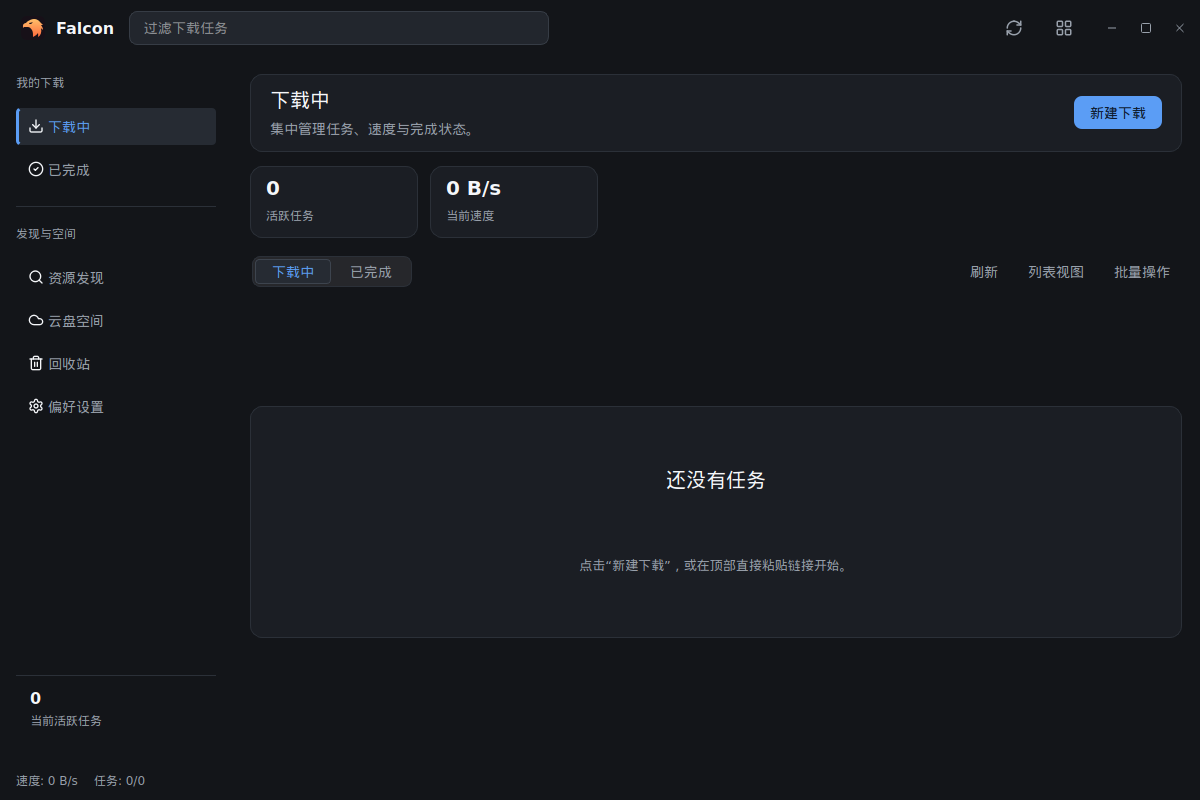 Falcon
过滤下载任务
我的下载
下载中
已完成
发现与空间
资源发现
云盘空间
回收站
偏好设置
0
当前活跃任务
速度: 0 B/s 任务: 0/0
下载中
集中管理任务、速度与完成状态。
新建下载
0
活跃任务
0 B/s
当前速度
下载中 已完成
刷新 列表视图 批量操作
还没有任务
点击“新建下载”，或在顶部直接粘贴链接开始。